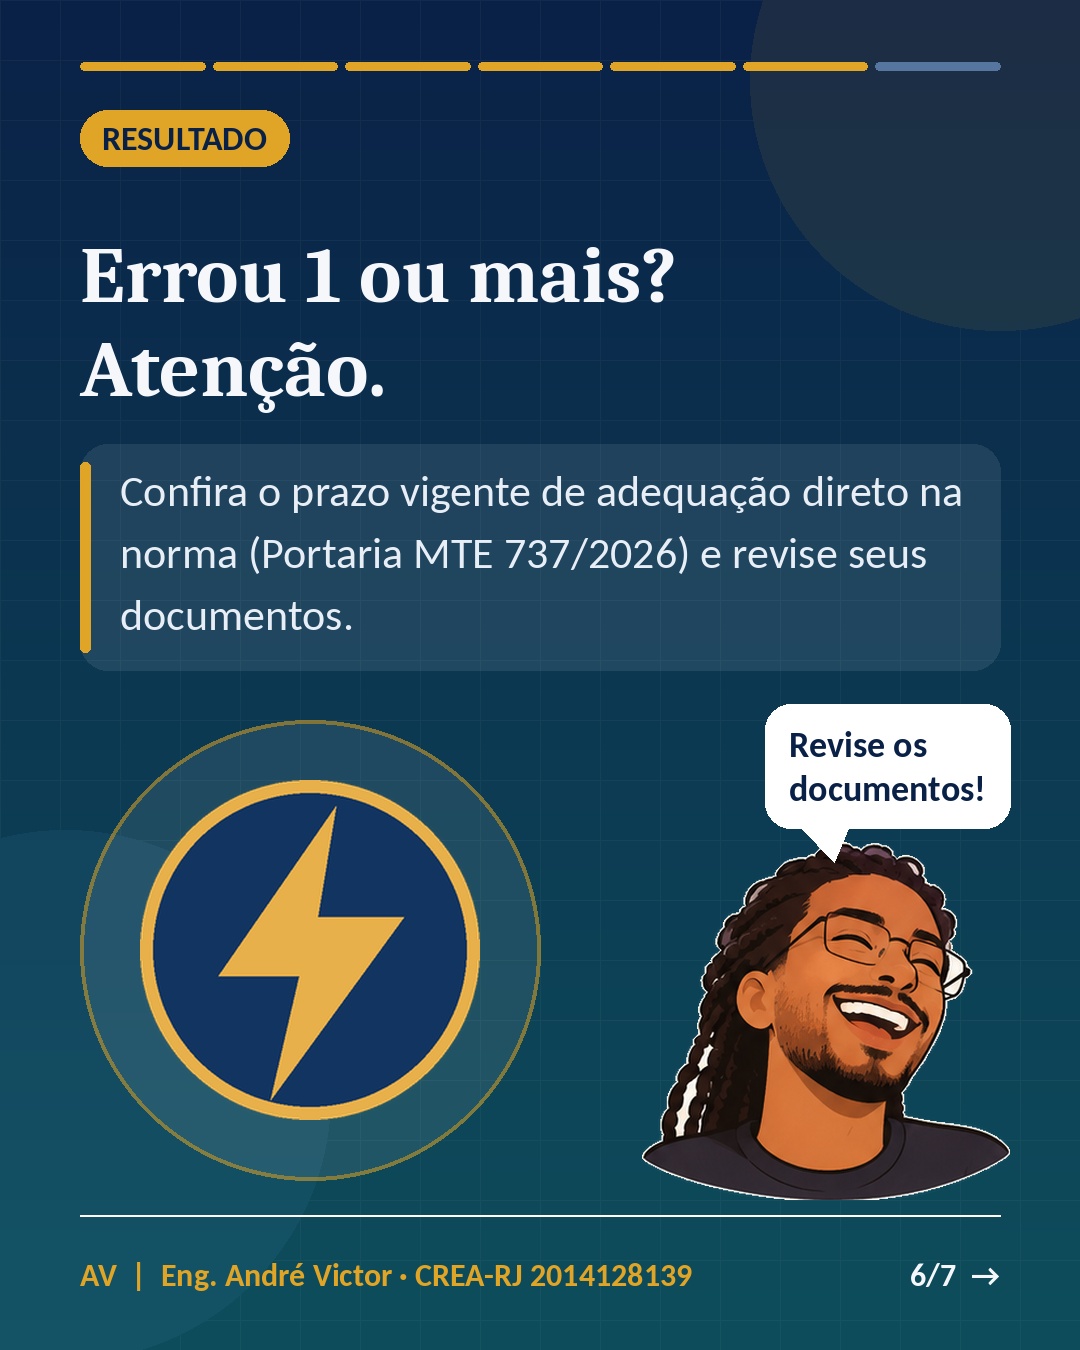 RESULTADO
Errou 1 ou mais?
Atenção.
Confira o prazo vigente de adequação direto na
norma (Portaria MTE 737/2026) e revise seus
documentos.
Revise os
documentos!
AV | Eng. André Victor · CREA-RJ 2014128139
6/7 →